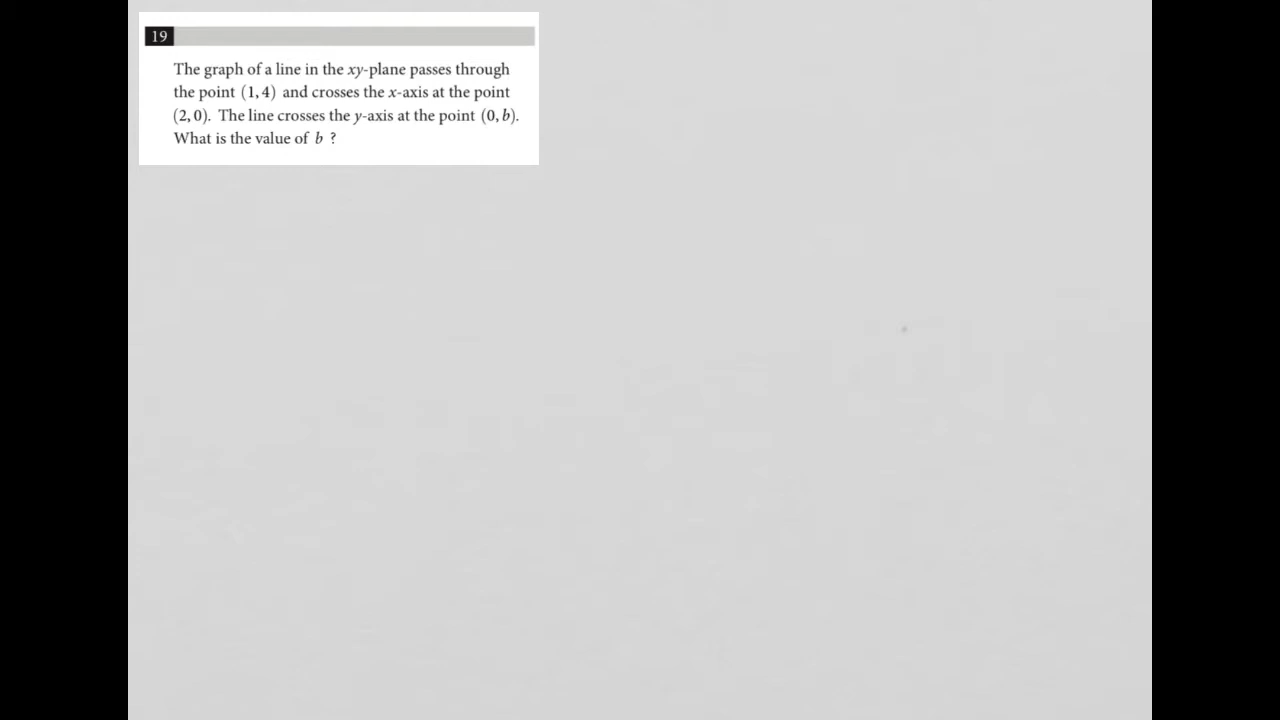 19
The graph of a line in the xy-plane passes through
the point (1, 4) and crosses the x-axis at the point
(2, 0). The line crosses the y-axis at the point (0, b).
What is the value of b ?